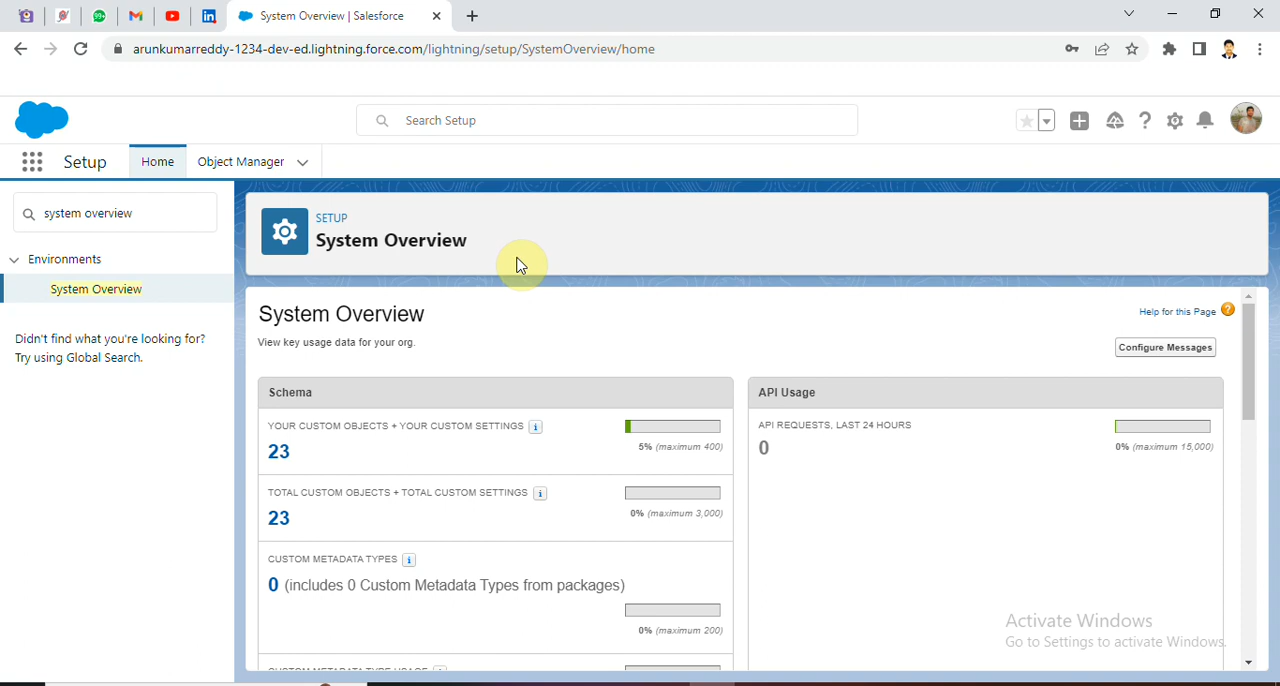 System Overview | Salesforce
arunkumarreddy-1234-dev-ed.lightning.force.com/lightning/setup/SystemOverview/home
Search Setup
Setup
Home
Object Manager
system overview
Environments
System Overview
Didn't find what you're looking for?
Try using Global Search.
SETUP
System Overview
System Overview
Help for this Page
View key usage data for your org.
Configure Messages
Schema
YOUR CUSTOM OBJECTS + YOUR CUSTOM SETTINGS i
23
5% (maximum 400)
TOTAL CUSTOM OBJECTS + TOTAL CUSTOM SETTINGS i
23
0% (maximum 3,000)
CUSTOM METADATA TYPES i
0 (includes 0 Custom Metadata Types from packages)
0% (maximum 200)
CUSTOM METADATA TYPE USAGE
API Usage
API REQUESTS, LAST 24 HOURS
0
0% (maximum 15,000)
Activate Windows
Go to Settings to activate Windows.